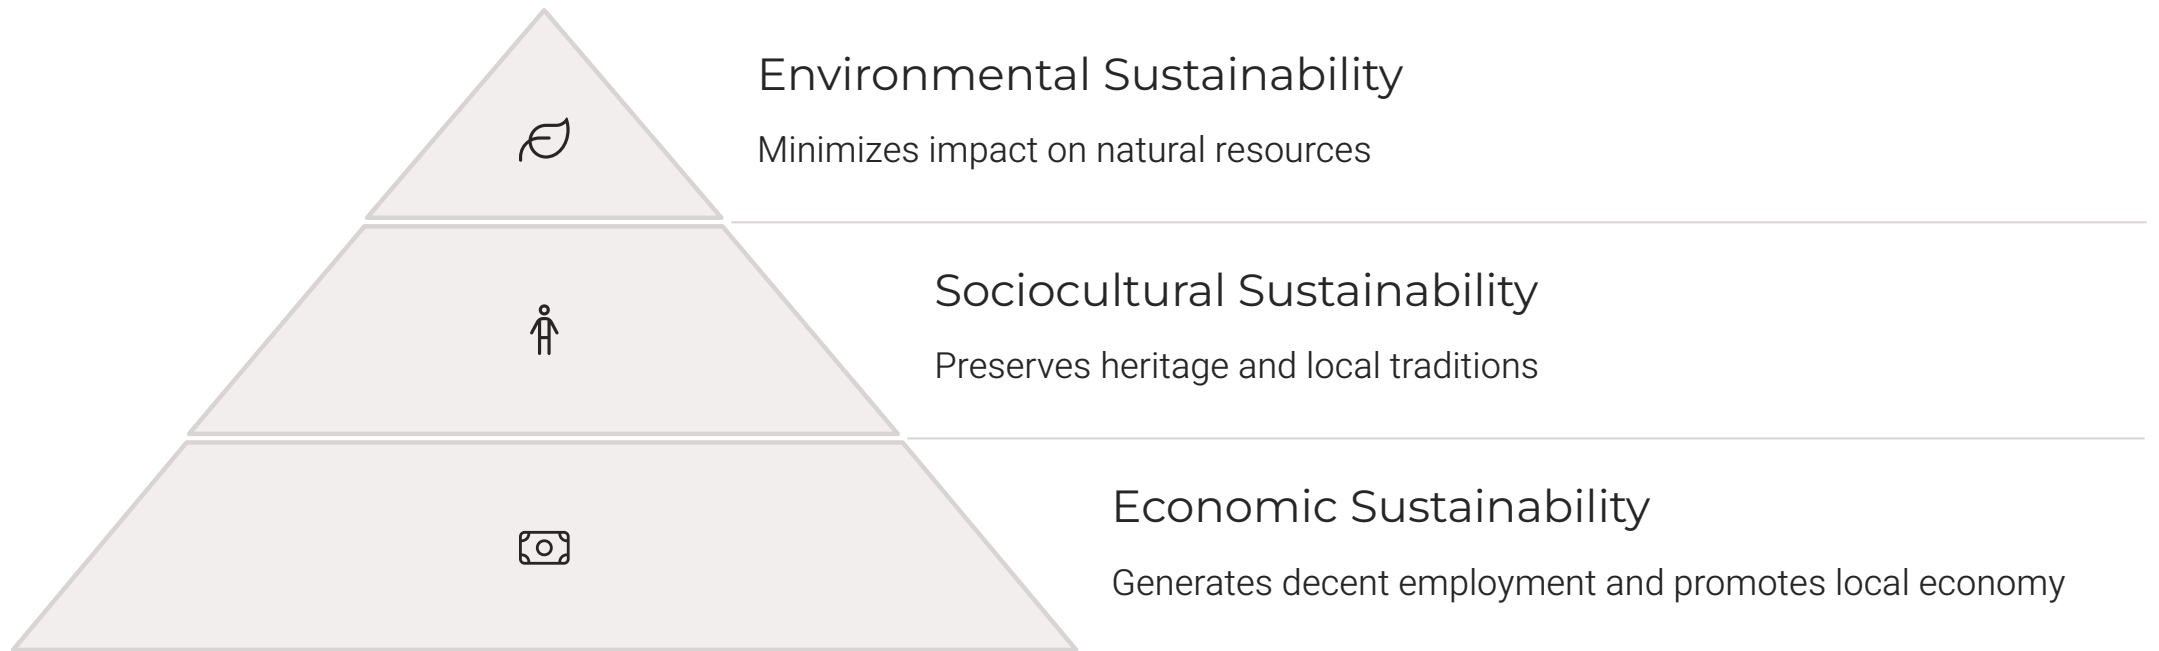 Environmental Sustainability
Minimizes impact on natural resources
Sociocultural Sustainability
Preserves heritage and local traditions
Economic Sustainability
Generates decent employment and promotes local economy